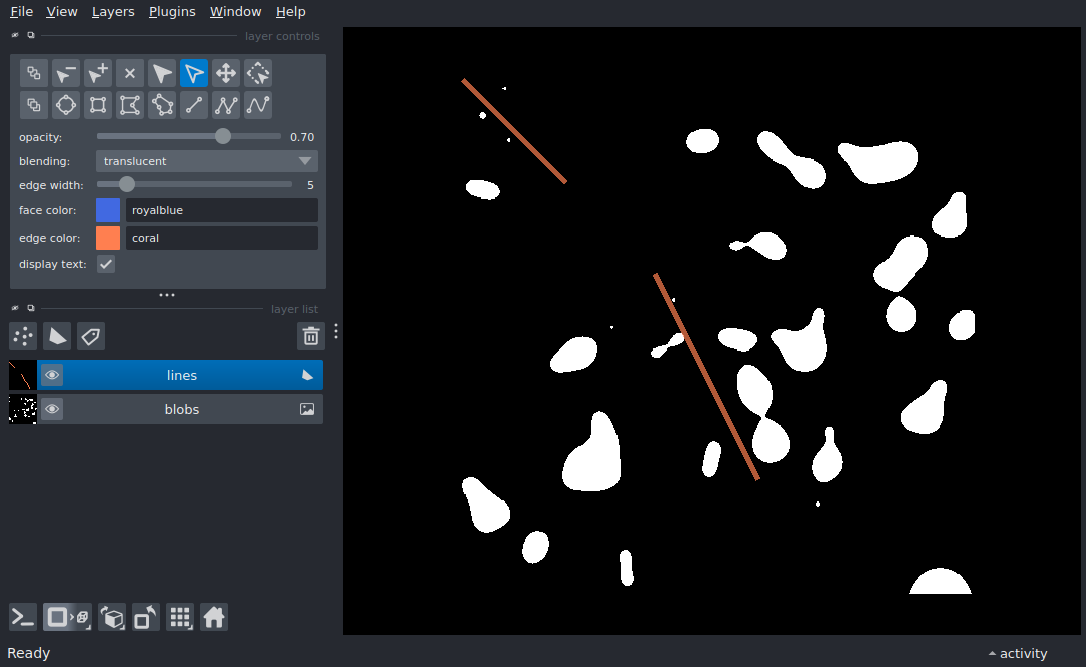 File View Layers Plugins Window Help
layer controls
opacity: 0.70
blending: translucent
edge width: 5
face color: royalblue
edge color: coral
display text:
layer list
lines
blobs
Ready
activity